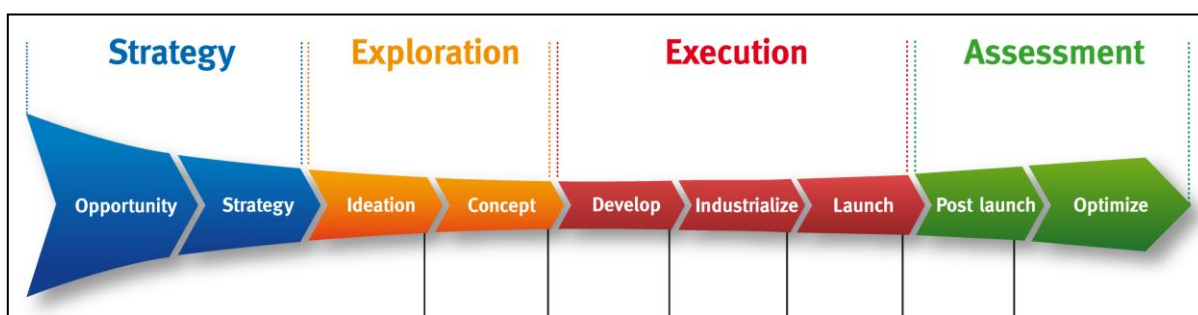 Strategy Exploration Execution Assessment
Opportunity Strategy Ideation Concept Develop Industrialize Launch Post launch Optimize